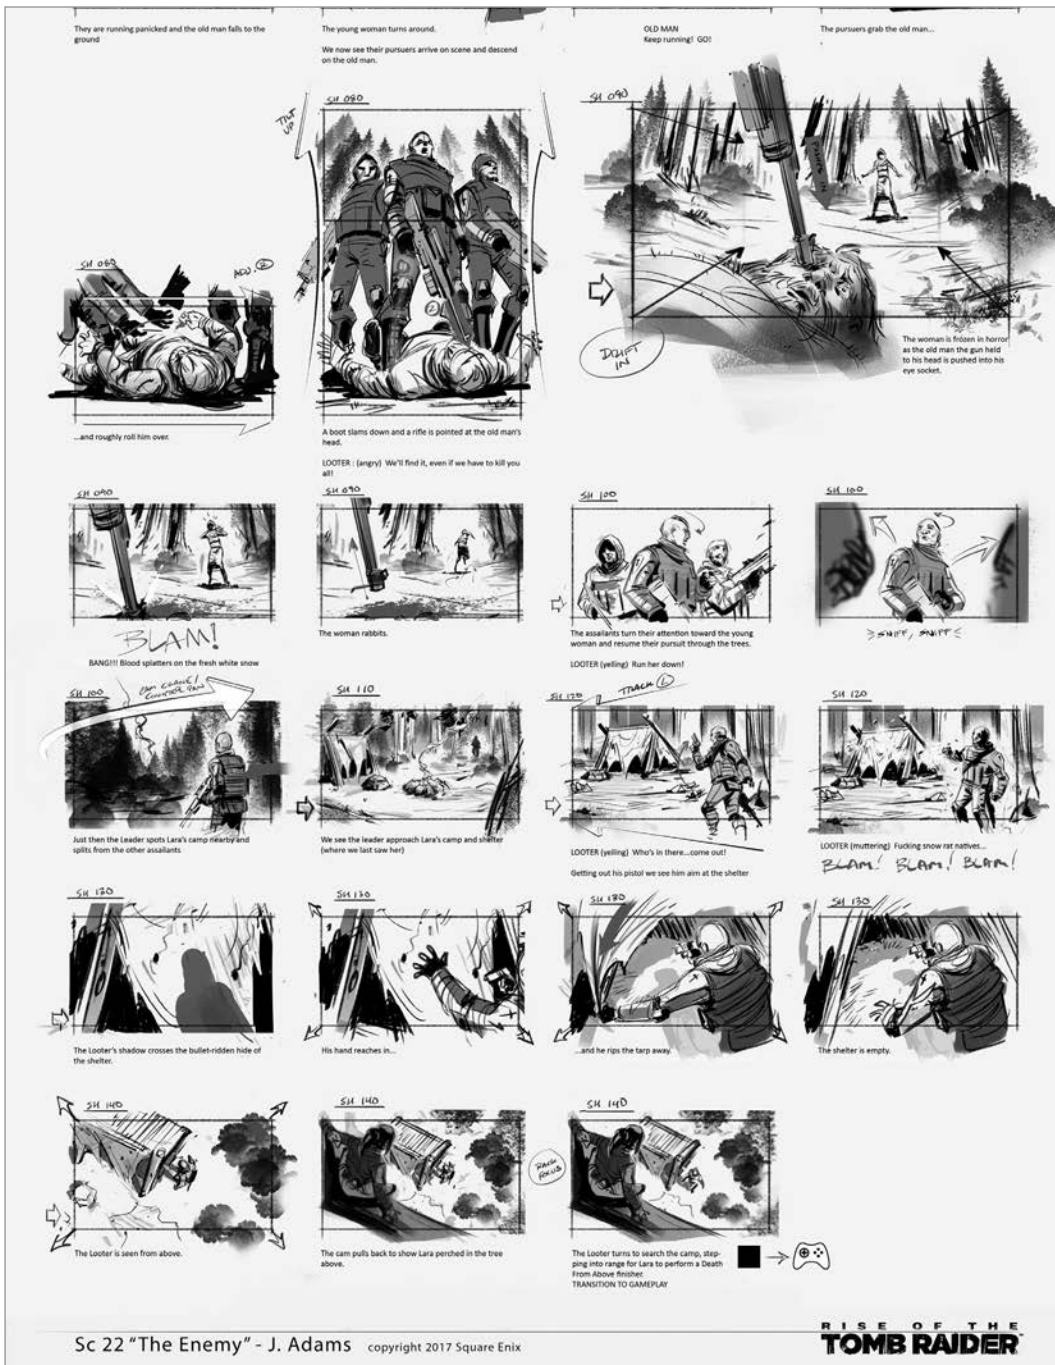 They are running panicked and the old man falls to the
ground
The young woman turns around.
We now see their pursuers arrive on scene and descend
on the old man.
OLD MAN
Keep running! GO!
The pursuers grab the old man...
SH 080
TILT
UP
SH 090
PUSH IN
SH 060
ADJ. 2
2
DRIFT
IN
The woman is frozen in horror
as the old man the gun held
to his head is pushed into his
eye socket.
...and roughly roll him over.
A boot slams down and a rifle is pointed at the old man's
head.
LOOTER : (angry) We'll find it, even if we have to kill you
all!
SH 090
SH 090
SH 100
SH 100
BLAM!
BANG!!! Blood splatters on the fresh white snow
The woman rabbits.
The assailants turn their attention toward the young
woman and resume their pursuit through the trees.
LOOTER (yelling) Run her down!
SNIFF, SNIFF
SH 100
COUNTER PAN
SH 110
SH 120
TRACK L
SH 120
Just then the Leader spots Lara's camp nearby and
splits from the other assailants
We see the leader approach Lara's camp and shelter
(where we last saw her)
LOOTER (yelling) Who's in there...come out!
Getting out his pistol we see him aim at the shelter
LOOTER (muttering) Fucking snow rat natives...
BLAM! BLAM! BLAM!
SH 130
SH 130
SH 130
SH 130
The Looter's shadow crosses the bullet-ridden hide of
the shelter.
His hand reaches in...
...and he rips the tarp away.
The shelter is empty.
SH 140
SH 140
SH 140
RACK
FOCUS
The Looter is seen from above.
The cam pulls back to show Lara perched in the tree
above.
The Looter turns to search the camp, step-
ping into range for Lara to perform a Death
From Above finisher.
TRANSITION TO GAMEPLAY
Sc 22 "The Enemy" - J. Adams copyright 2017 Square Enix
RISE OF THE
TOMB RAIDER